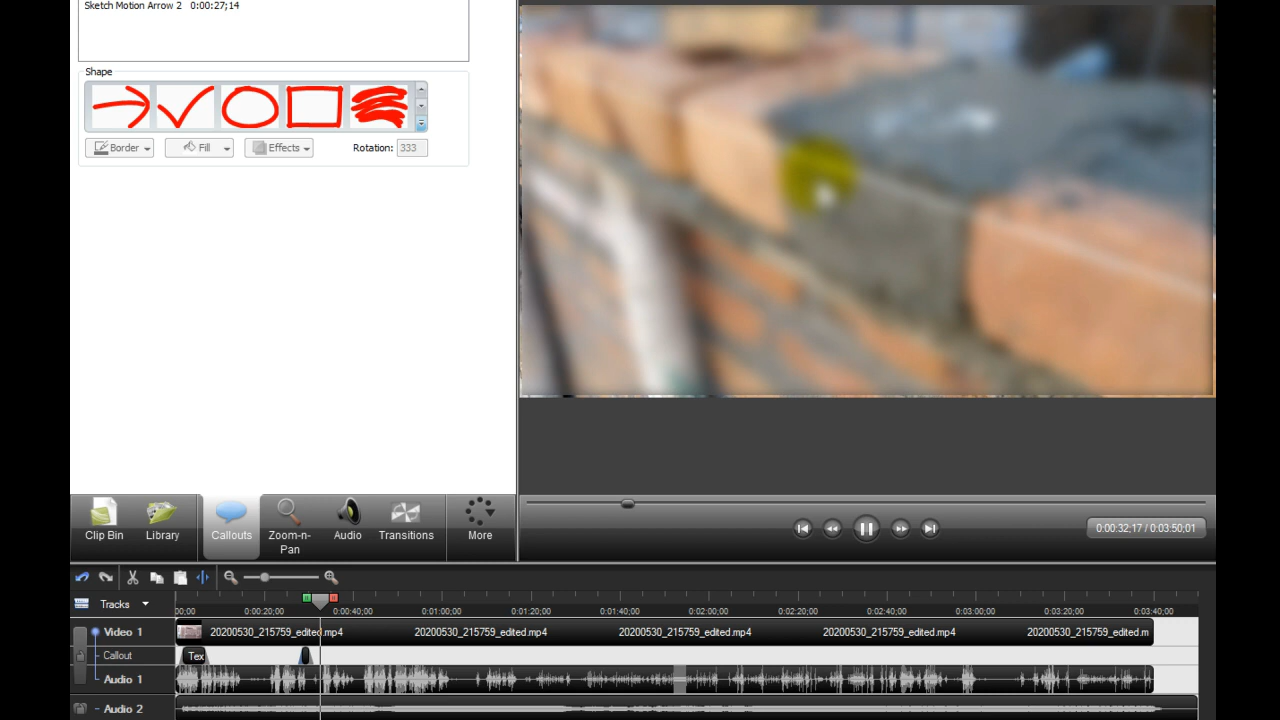 Sketch Motion Arrow 2 0:00:27;14
Shape
Border Fill Effects Rotation: 333
Clip Bin Library Callouts Zoom-n-Pan Audio Transitions More
0:00:32;17 / 0:03:50;01
Tracks 00;00 0:00:20;00 0:00:40;00 0:01:00;00 0:01:20;00 0:01:40;00 0:02:00;00 0:02:20;00 0:02:40;00 0:03:00;00 0:03:20;00 0:03:40;00
Video 1 20200530_215759_edited.mp4 20200530_215759_edited.mp4 20200530_215759_edited.mp4 20200530_215759_edited.mp4 20200530_215759_edited.m
Callout Tex
Audio 1
Audio 2